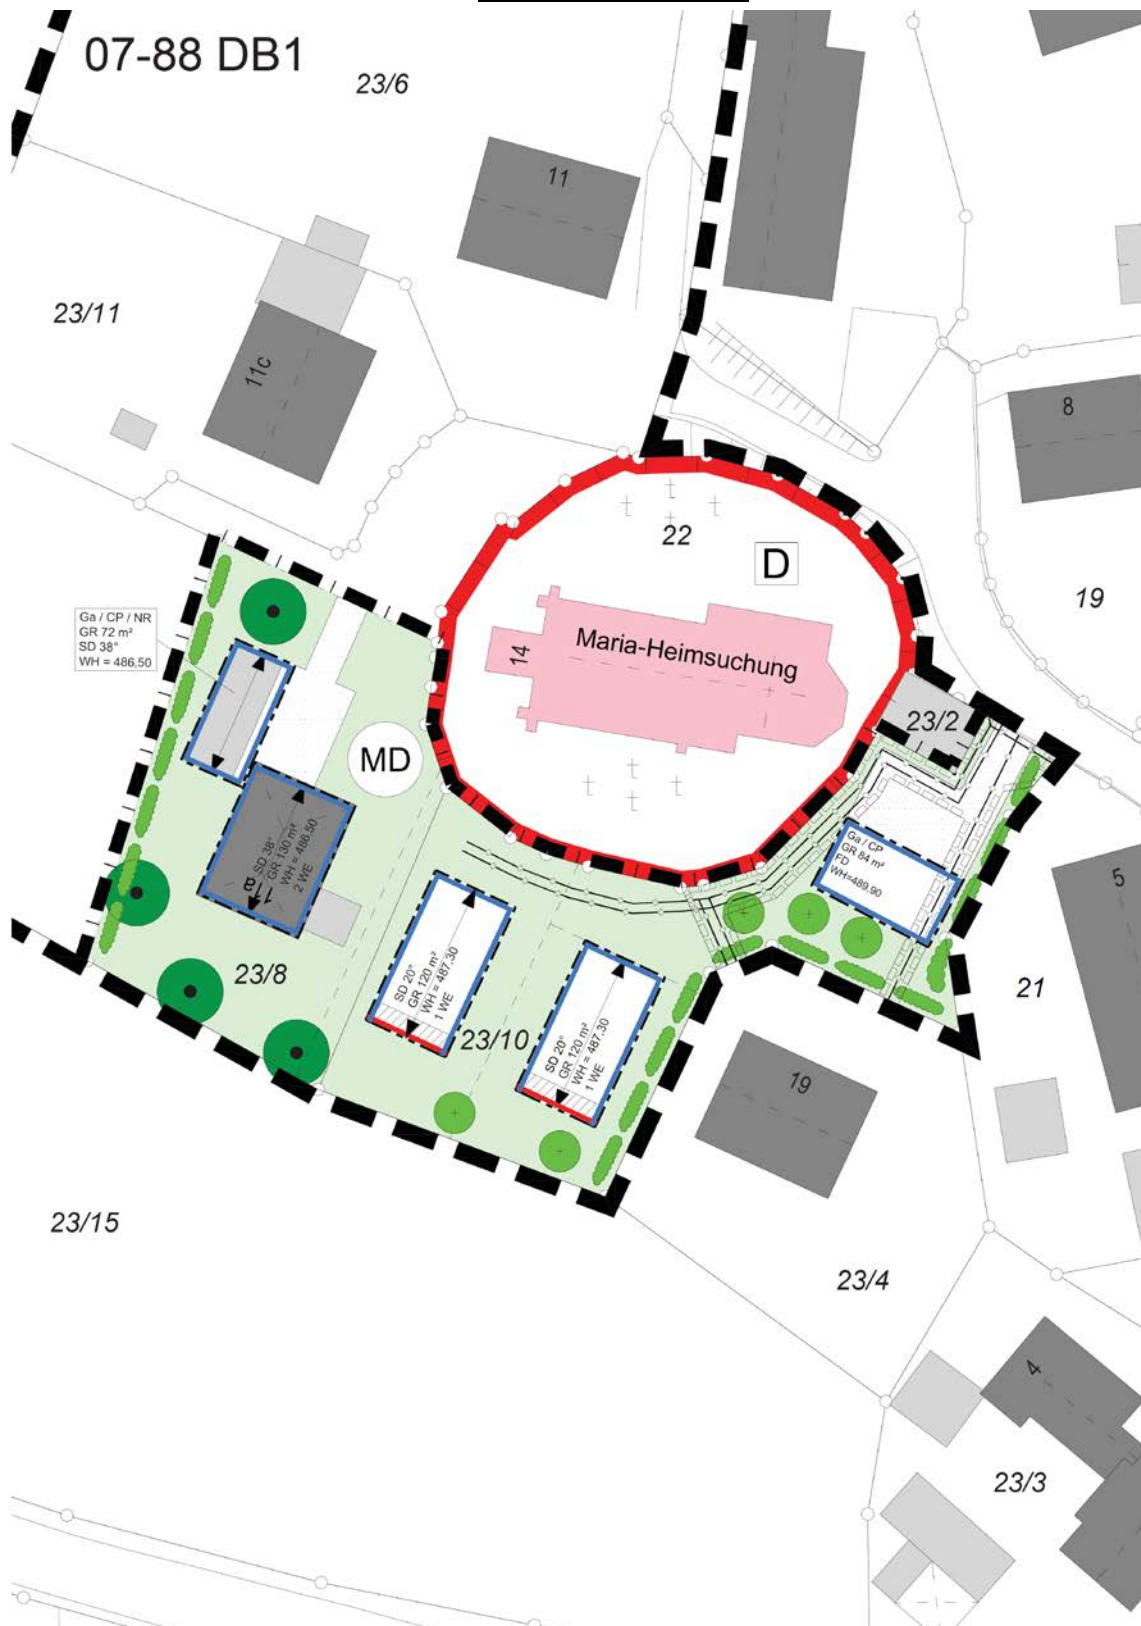 07-88 DB1
23/6
11
23/11
11c
8
22
D
19
Ga / CP / NR
GR 72 m²
SD 38°
WH = 486,50
14
Maria-Heimsuchung
23/2
MD
SD 38°
GR 130 m²
WH = 486.50
2 WE
Ga / CP
GR 84 m²
FD
WH=489.90
5
23/8
SD 20°
GR 120 m²
WH = 487.30
1 WE
23/10
SD 20°
GR 120 m²
WH = 487.30
1 WE
21
19
23/15
23/4
4
23/3